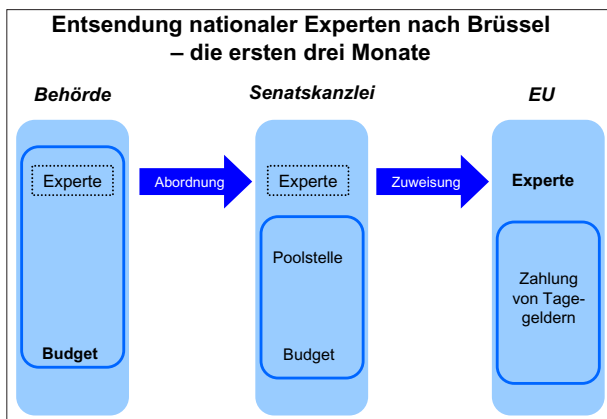 Entsendung nationaler Experten nach Brüssel
– die ersten drei Monate
Behörde
Senatskanzlei
EU
Experte
Abordnung
Experte
Zuweisung
Experte
Poolstelle
Zahlung
von Tage-
geldern
Budget
Budget